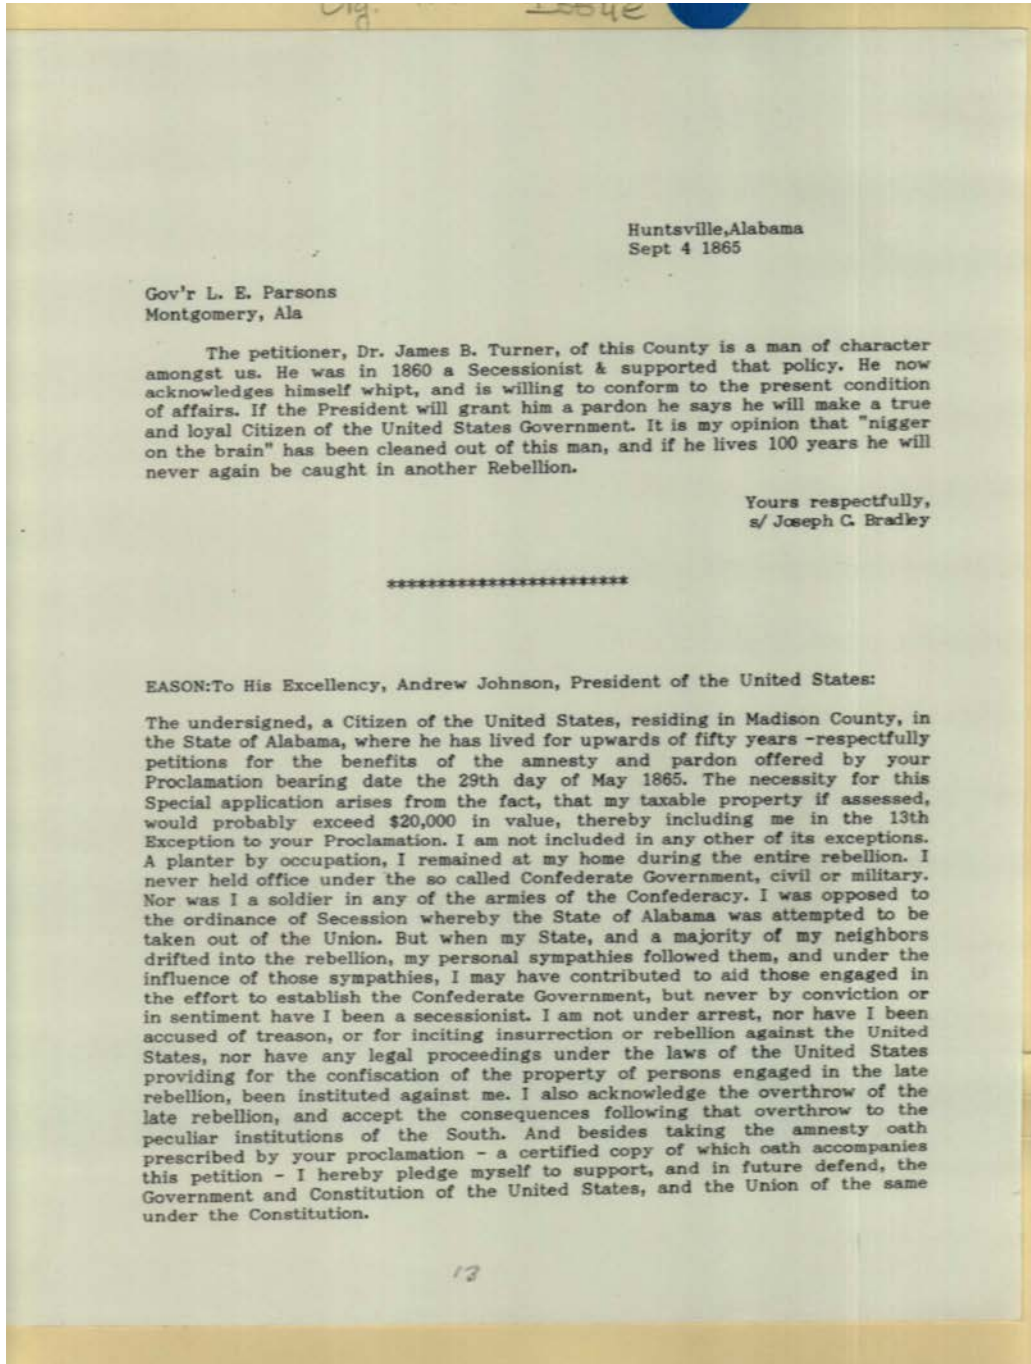 Huntsville,Alabama
Sept 4 1865
Gov'r L. E. Parsons
Montgomery, Ala
The petitioner, Dr. James B. Turner, of this County is a man of character
amongst us. He was in 1860 a Secessionist & supported that policy. He now
acknowledges himself whipt, and is willing to conform to the present condition
of affairs. If the President will grant him a pardon he says he will make a true
and loyal Citizen of the United States Government. It is my opinion that "nigger
on the brain" has been cleaned out of this man, and if he lives 100 years he will
never again be caught in another Rebellion.
Yours respectfully,
s/ Joseph C. Bradley
************************
EASON:To His Excellency, Andrew Johnson, President of the United States:
The undersigned, a Citizen of the United States, residing in Madison County, in
the State of Alabama, where he has lived for upwards of fifty years -respectfully
petitions for the benefits of the amnesty and pardon offered by your
Proclamation bearing date the 29th day of May 1865. The necessity for this
Special application arises from the fact, that my taxable property if assessed,
would probably exceed $20,000 in value, thereby including me in the 13th
Exception to your Proclamation. I am not included in any other of its exceptions.
A planter by occupation, I remained at my home during the entire rebellion. I
never held office under the so called Confederate Government, civil or military.
Nor was I a soldier in any of the armies of the Confederacy. I was opposed to
the ordinance of Secession whereby the State of Alabama was attempted to be
taken out of the Union. But when my State, and a majority of my neighbors
drifted into the rebellion, my personal sympathies followed them, and under the
influence of those sympathies, I may have contributed to aid those engaged in
the effort to establish the Confederate Government, but never by conviction or
in sentiment have I been a secessionist. I am not under arrest, nor have I been
accused of treason, or for inciting insurrection or rebellion against the United
States, nor have any legal proceedings under the laws of the United States
providing for the confiscation of the property of persons engaged in the late
rebellion, been instituted against me. I also acknowledge the overthrow of the
late rebellion, and accept the consequences following that overthrow to the
peculiar institutions of the South. And besides taking the amnesty oath
prescribed by your proclamation - a certified copy of which oath accompanies
this petition - I hereby pledge myself to support, and in future defend, the
Government and Constitution of the United States, and the Union of the same
under the Constitution.
13